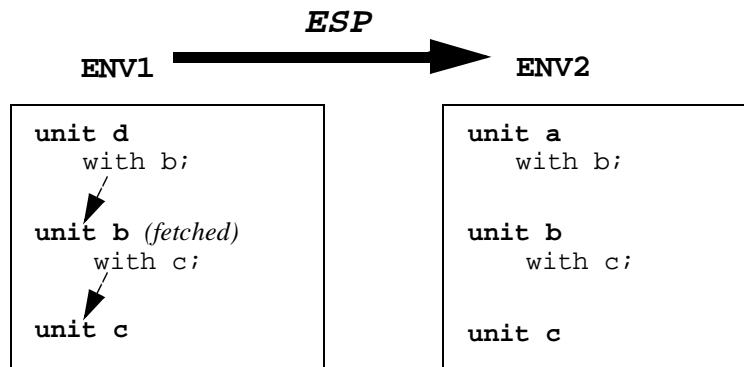 ESP
ENV1
ENV2
unit d
with b;
unit b (fetched)
with c;
unit c
unit a
with b;
unit b
with c;
unit c